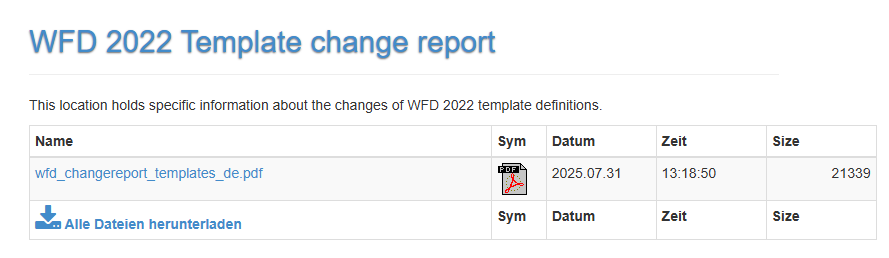 WFD 2022 Template change report
This location holds specific information about the changes of WFD 2022 template definitions.
Name Sym Datum Zeit Size
wfd_changereport_templates_de.pdf PDF 2025.07.31 13:18:50 21339
Alle Dateien herunterladen Sym Datum Zeit Size